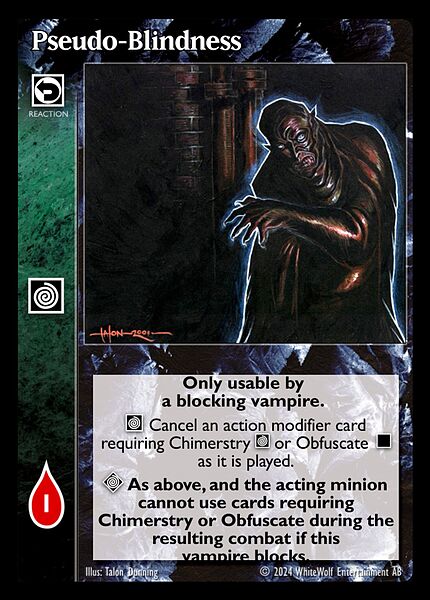 Pseudo-Blindness
REACTION
TALON 2001
Only usable by
a blocking vampire.
Cancel an action modifier card
requiring Chimerstry or Obfuscate
as it is played.
As above, and the acting minion
cannot use cards requiring
Chimerstry or Obfuscate during the
resulting combat if this
vampire blocks.
1
Illus: Talon Dunning
© 2024 WhiteWolf Entertainment AB